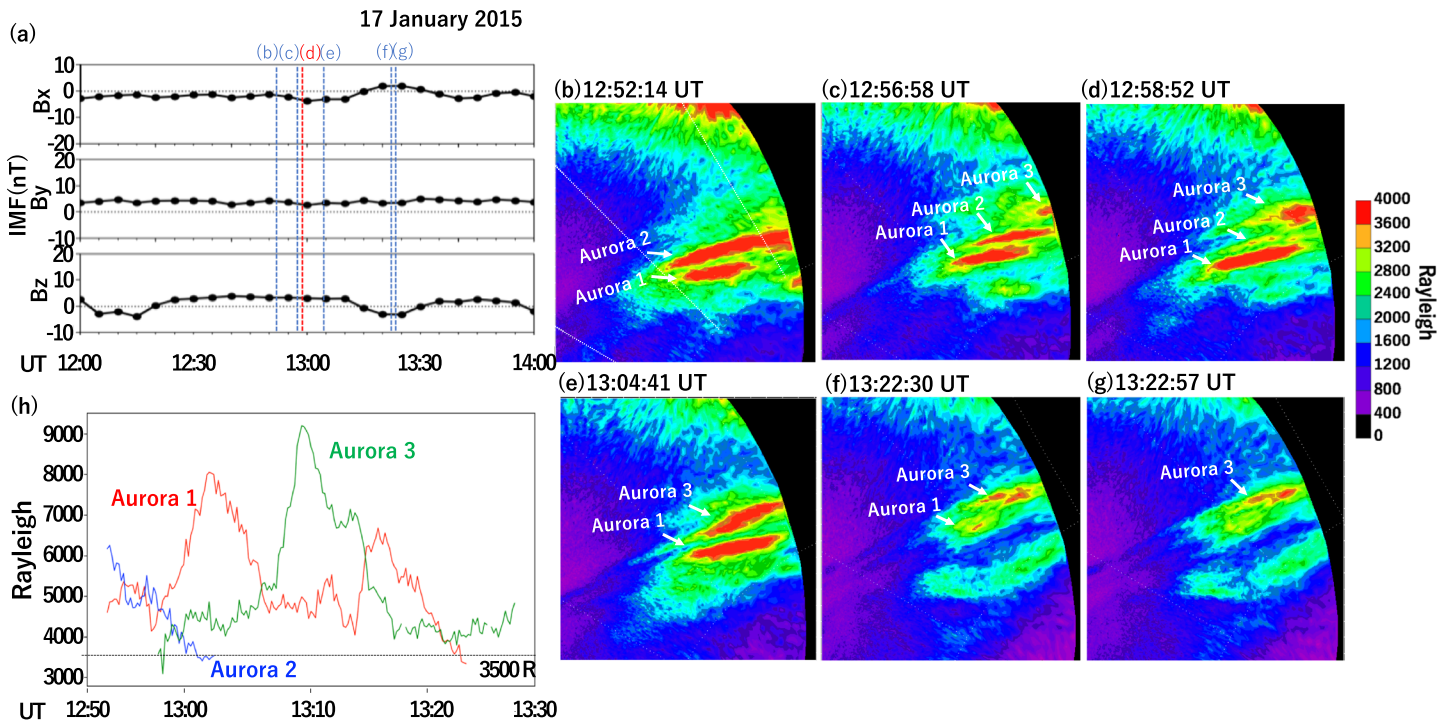 17 January 2015
(a)
(b) (c) (d) (e) (f) (g)
10
0
-10
-20
Bx
20
10
0
-10
By
IMF(nT)
20
10
0
-10
Bz
UT 12:00 12:30 13:00 13:30 14:00
(b)12:52:14 UT
Aurora 2
Aurora 1
(c)12:56:58 UT
Aurora 3
Aurora 2
Aurora 1
(d)12:58:52 UT
Aurora 3
Aurora 2
Aurora 1
4000
3600
3200
2800
2400
2000
1600
1200
800
400
0
Rayleigh
(e)13:04:41 UT
Aurora 3
Aurora 1
(f)13:22:30 UT
Aurora 3
Aurora 1
(g)13:22:57 UT
Aurora 3
(h)
9000
8000
7000
6000
5000
4000
3000
Rayleigh
Aurora 1
Aurora 3
Aurora 2
3500 R
UT 12:50 13:00 13:10 13:20 13:30